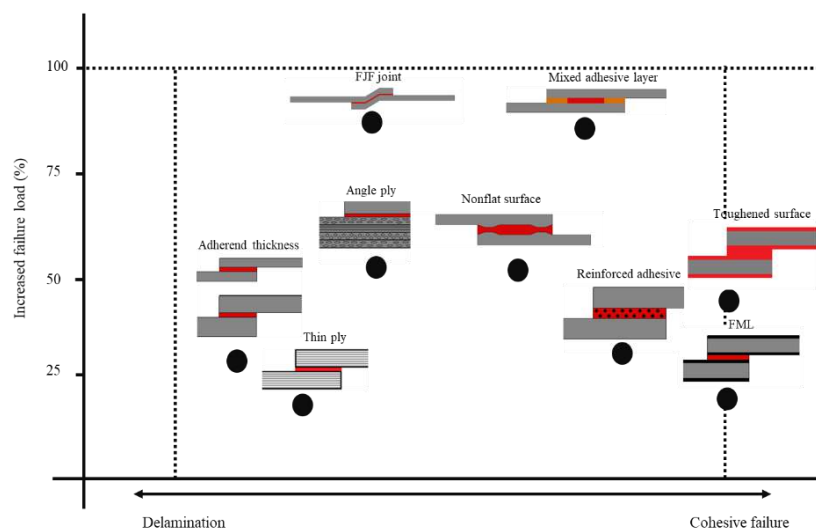 100
FJF joint
Mixed adhesive layer
75
Angle ply
Nonflat surface
Toughened surface
Adherend thickness
Increased failure load (%)
50
Reinforced adhesive
FML
Thin ply
25
Delamination
Cohesive failure